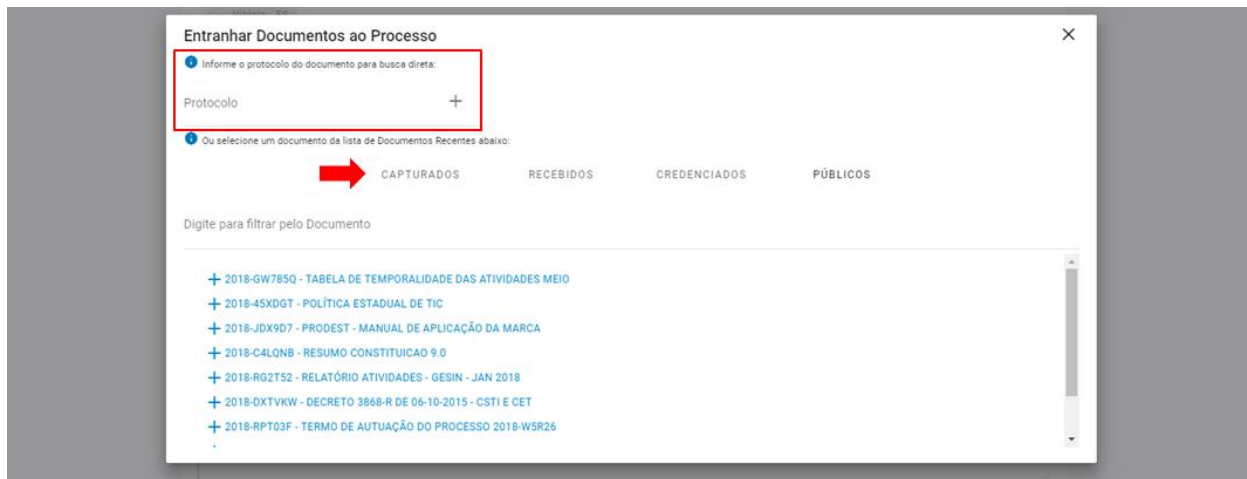 Entranhar Documentos ao Processo
Informe o protocolo do documento para busca direta:
Protocolo
Ou selecione um documento da lista de Documentos Recentes abaixo:
CAPTURADOS RECEBIDOS CREDENCIADOS PÚBLICOS
Digite para filtrar pelo Documento
2018-GW785Q - TABELA DE TEMPORALIDADE DAS ATIVIDADES MEIO
2018-45XDGT - POLÍTICA ESTADUAL DE TIC
2018-JDX9D7 - PRODEST - MANUAL DE APLICAÇÃO DA MARCA
2018-C4LQNB - RESUMO CONSTITUICAO 9.0
2018-RG2T52 - RELATÓRIO ATIVIDADES - GESIN - JAN 2018
2018-DXTVKW - DECRETO 3868-R DE 06-10-2015 - CSTI E CET
2018-RPT03F - TERMO DE AUTUAÇÃO DO PROCESSO 2018-W5R26